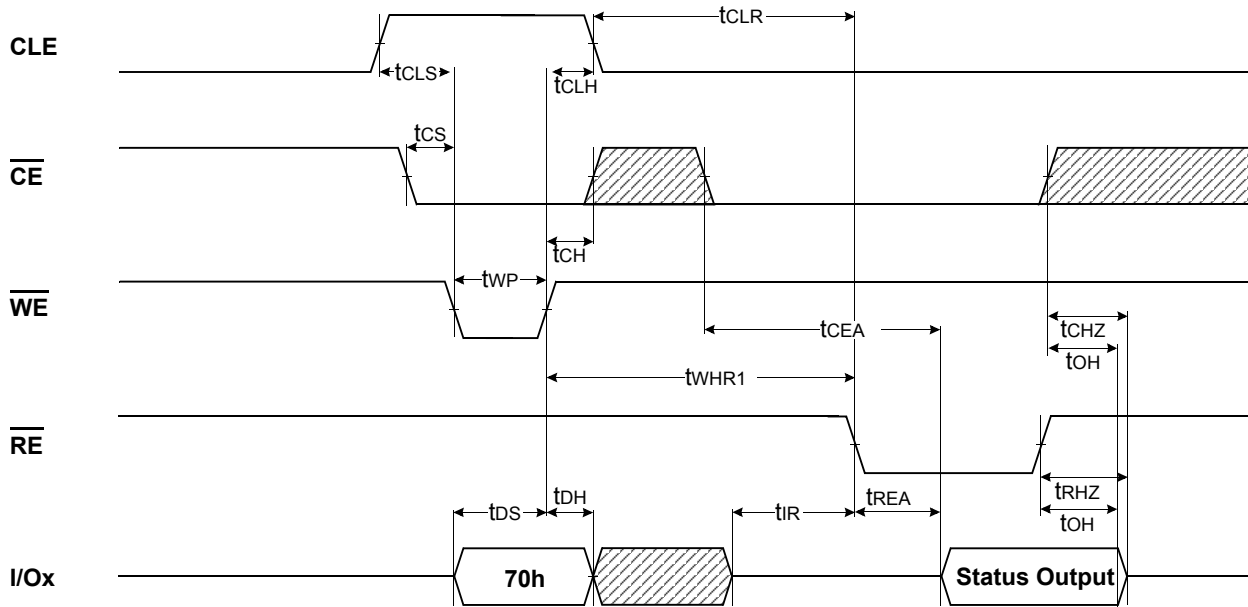 tCLR
CLE
tCLS
tCLH
tCS
CE
tCH
tWP
WE
tCEA
tCHZ
tOH
tWHR1
RE
tDH
tRHZ
tDS
tIR
tREA
tOH
I/Ox
70h
Status Output